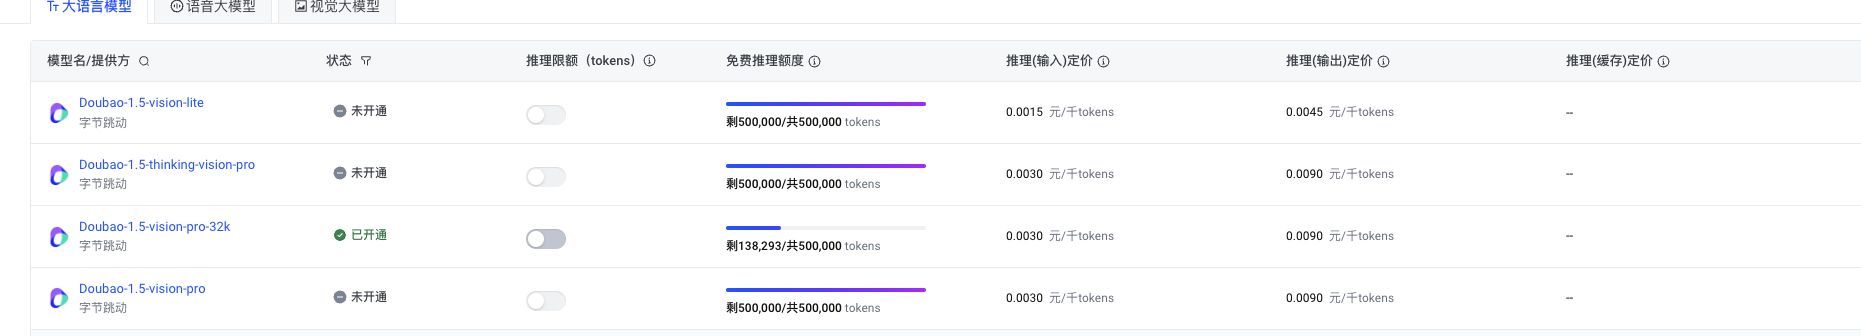 大语言模型 语音大模型 视觉大模型
模型名/提供方 状态 推理限额（tokens） 免费推理额度 推理(输入)定价 推理(输出)定价 推理(缓存)定价
Doubao-1.5-vision-lite
字节跳动
未开通
剩500,000/共500,000 tokens
0.0015 元/千tokens
0.0045 元/千tokens
--
Doubao-1.5-thinking-vision-pro
字节跳动
未开通
剩500,000/共500,000 tokens
0.0030 元/千tokens
0.0090 元/千tokens
--
Doubao-1.5-vision-pro-32k
字节跳动
已开通
剩138,293/共500,000 tokens
0.0030 元/千tokens
0.0090 元/千tokens
--
Doubao-1.5-vision-pro
字节跳动
未开通
剩500,000/共500,000 tokens
0.0030 元/千tokens
0.0090 元/千tokens
--